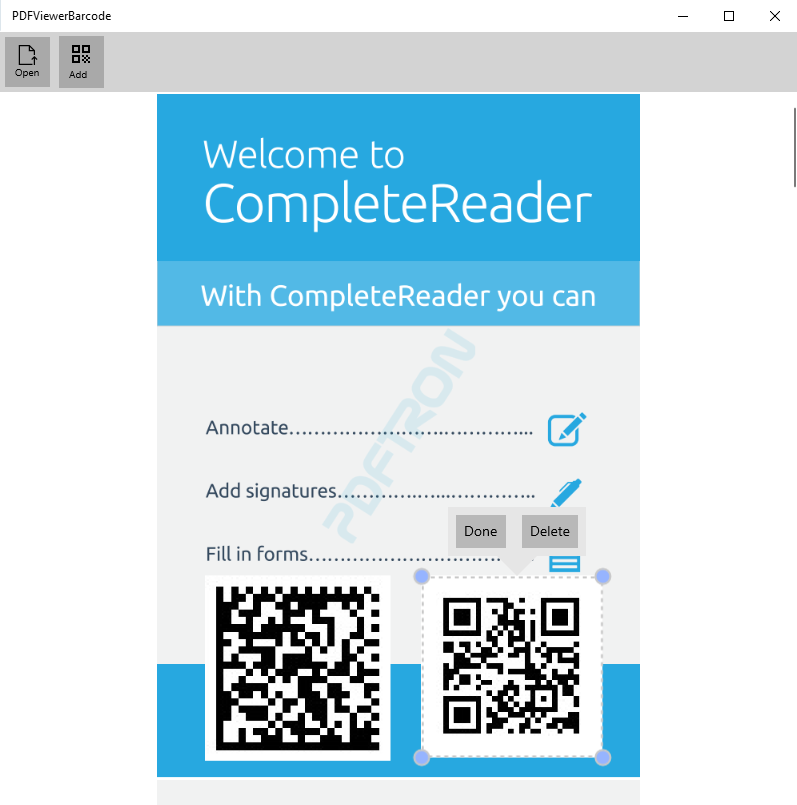 PDFViewerBarcode
Open
Add
Welcome to
CompleteReader
With CompleteReader you can
PDFTRON
Annotate……………………..…………...
Add signatures………….…...…………..
Done
Delete
Fill in forms……………………………